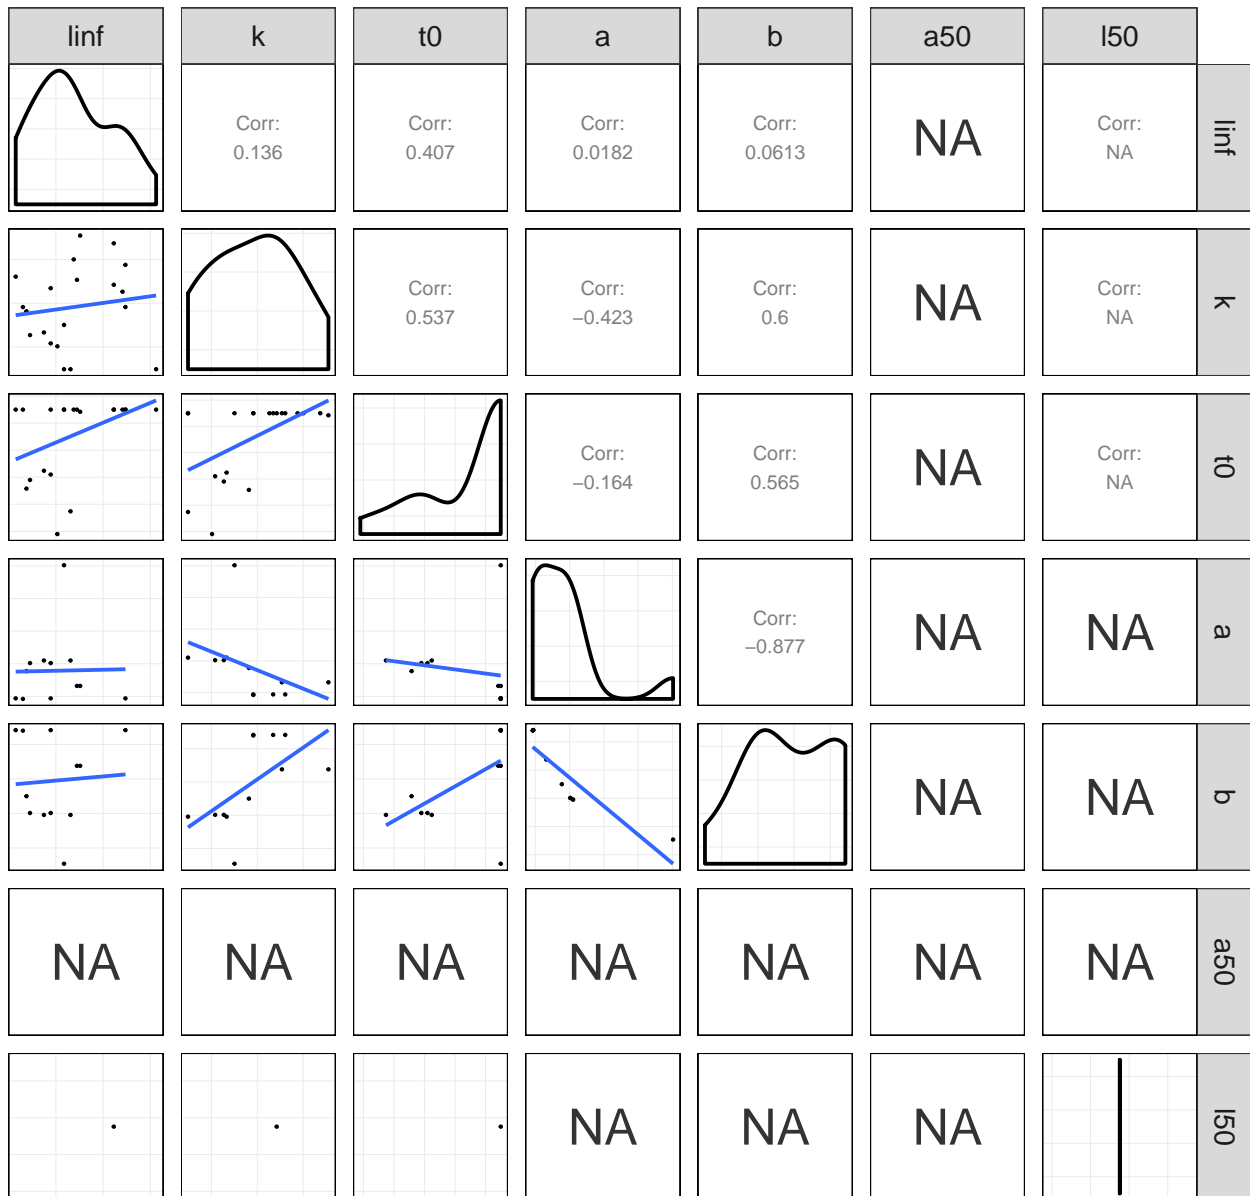 linf
k
t0
a
b
a50
l50
Corr:
0.136
Corr:
0.407
Corr:
0.0182
Corr:
0.0613
NA
Corr:
NA
linf
Corr:
0.537
Corr:
−0.423
Corr:
0.6
NA
Corr:
NA
k
Corr:
−0.164
Corr:
0.565
NA
Corr:
NA
t0
Corr:
−0.877
NA
NA
a
NA
NA
b
NA
NA
NA
NA
NA
NA
NA
a50
NA
NA
NA
l50